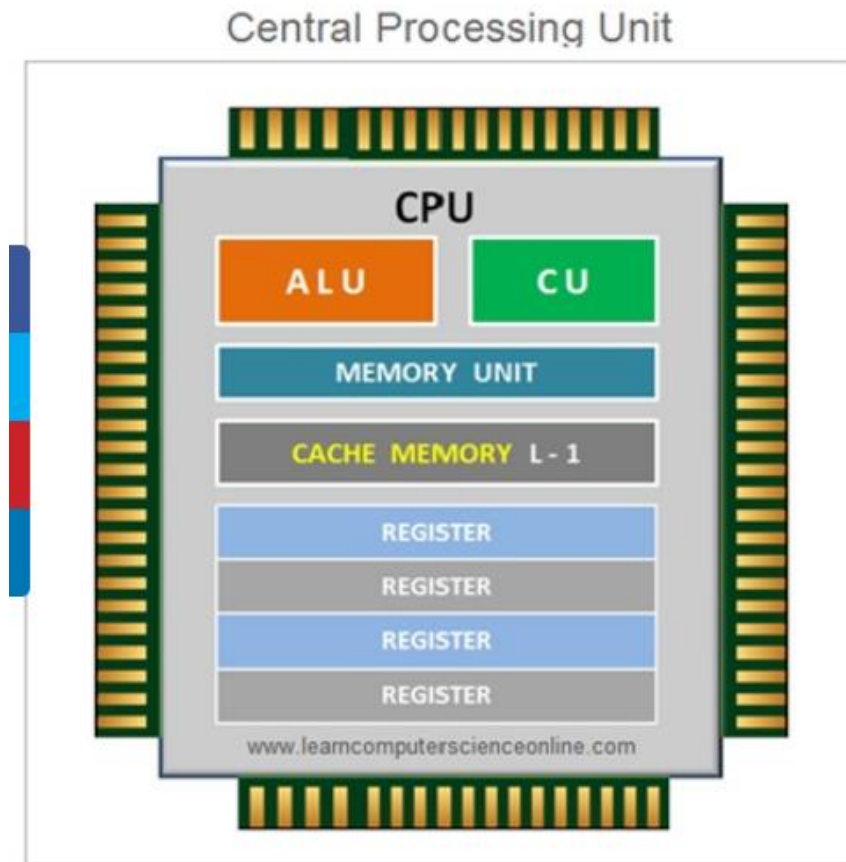 Central Processing Unit
CPU
ALU CU
MEMORY UNIT
CACHE MEMORY L - 1
REGISTER
REGISTER
REGISTER
REGISTER
www.learncomputerscienceonline.com